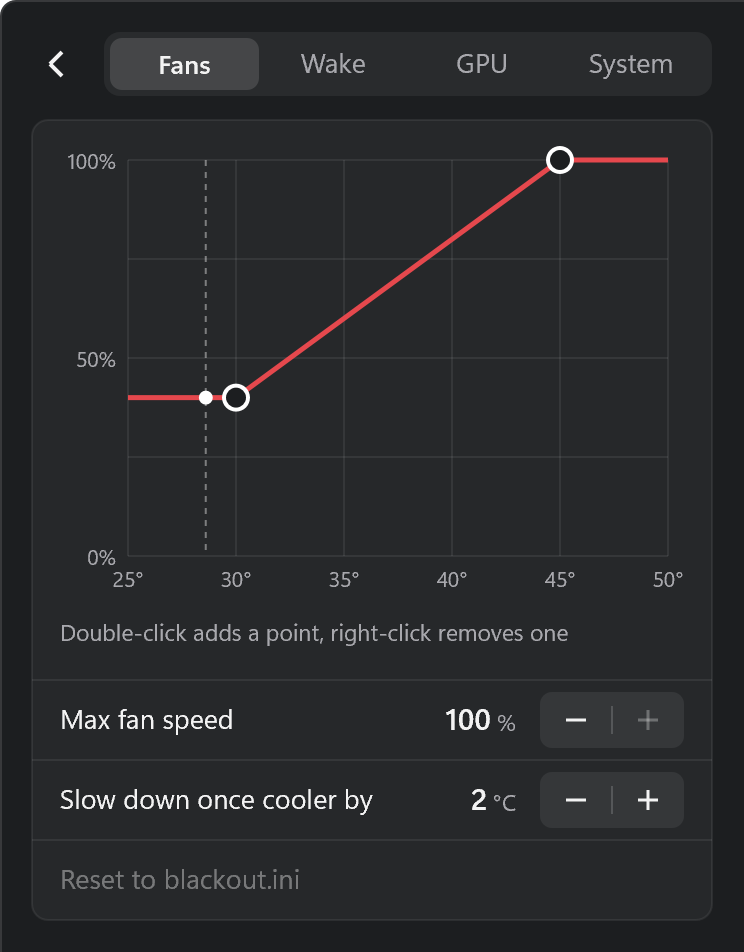 Fans Wake GPU System
100%
50%
0%
25° 30° 35° 40° 45° 50°
Double-click adds a point, right-click removes one
Max fan speed 100 % − +
Slow down once cooler by 2 °C − +
Reset to blackout.ini